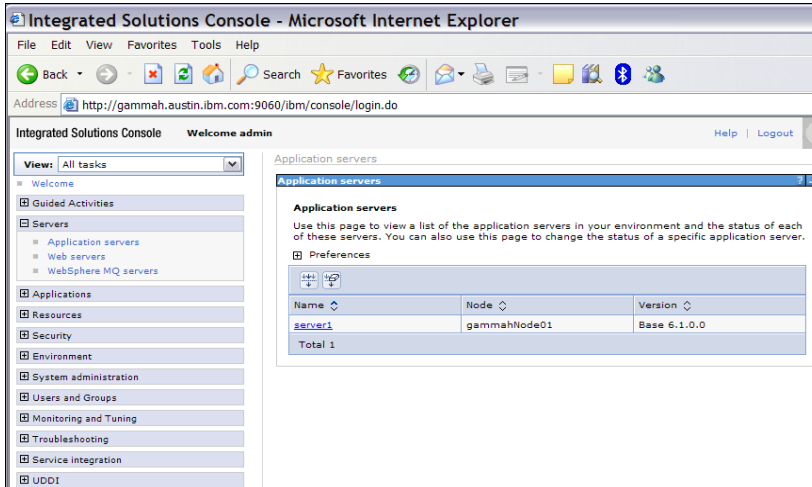 Integrated Solutions Console - Microsoft Internet Explorer
File Edit View Favorites Tools Help
Back Search Favorites
Address http://gammah.austin.ibm.com:9060/ibm/console/login.do
Integrated Solutions Console Welcome admin Help | Logout
View: All tasks
Welcome
Guided Activities
Servers
Application servers
Web servers
WebSphere MQ servers
Applications
Resources
Security
Environment
System administration
Users and Groups
Monitoring and Tuning
Troubleshooting
Service integration
UDDI
Application servers
Application servers ? -
Application servers
Use this page to view a list of the application servers in your environment and the status of each
of these servers. You can also use this page to change the status of a specific application server.
Preferences
Name Node Version
server1 gammahNode01 Base 6.1.0.0
Total 1